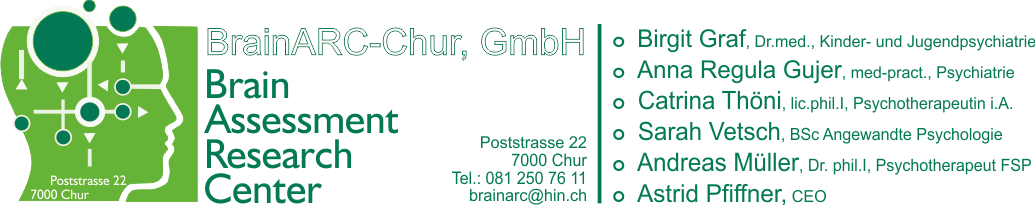 Poststrasse 22
7000 Chur
BrainARC-Chur, GmbH
Brain
Assessment
Research
Center
Poststrasse 22
7000 Chur
Tel.: 081 250 76 11
brainarc@hin.ch
Birgit Graf, Dr.med., Kinder- und Jugendpsychiatrie
Anna Regula Gujer, med-pract., Psychiatrie
Catrina Thöni, lic.phil.I, Psychotherapeutin i.A.
Sarah Vetsch, BSc Angewandte Psychologie
Andreas Müller, Dr. phil.I, Psychotherapeut FSP
Astrid Pfiffner, CEO